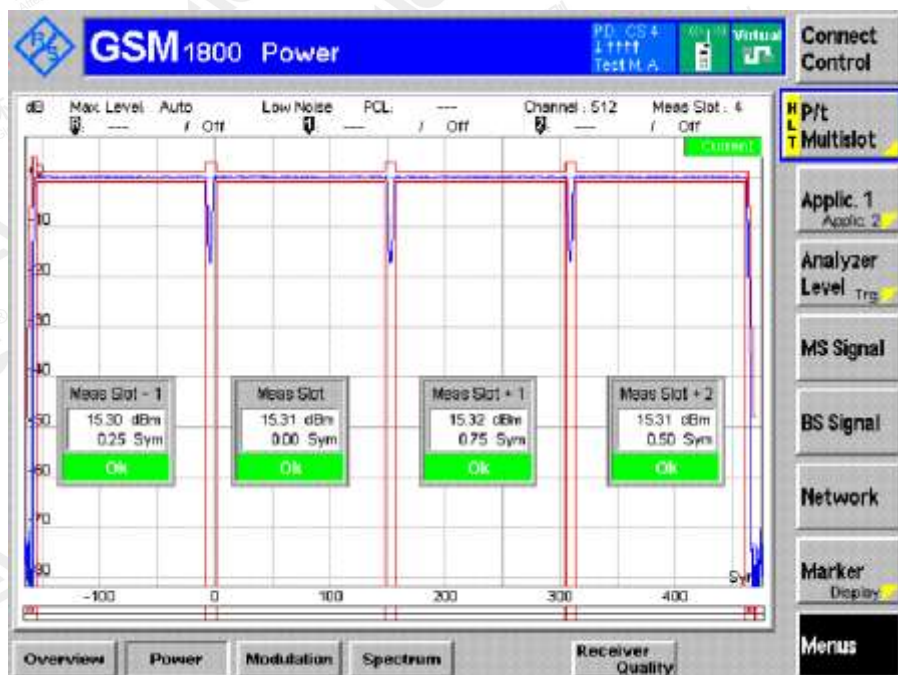 R&S
GSM 1800 Power
PD: CS 4
Test M. A
Virtual
Connect Control
dB Max. Level: Auto Low Noise PCL: --- Channel : 512 Meas Slot : 4
--- / Off 1 --- / Off 2 --- / Off
Current
HLT
P/t Multislot
Applic. 1
Applic. 2
Analyzer Level Trg
MS Signal
BS Signal
Network
Marker
Display
Menus
-10
-20
-30
-40
-50
-60
-70
-80
Meas Slot - 1
15.30 dBm
0.25 Sym
Ok
Meas Slot
15.31 dBm
0.00 Sym
Ok
Meas Slot + 1
15.32 dBm
0.75 Sym
Ok
Meas Slot + 2
15.31 dBm
0.50 Sym
Ok
Sym
-100 0 100 200 300 400
Overview Power Modulation Spectrum Receiver Quality